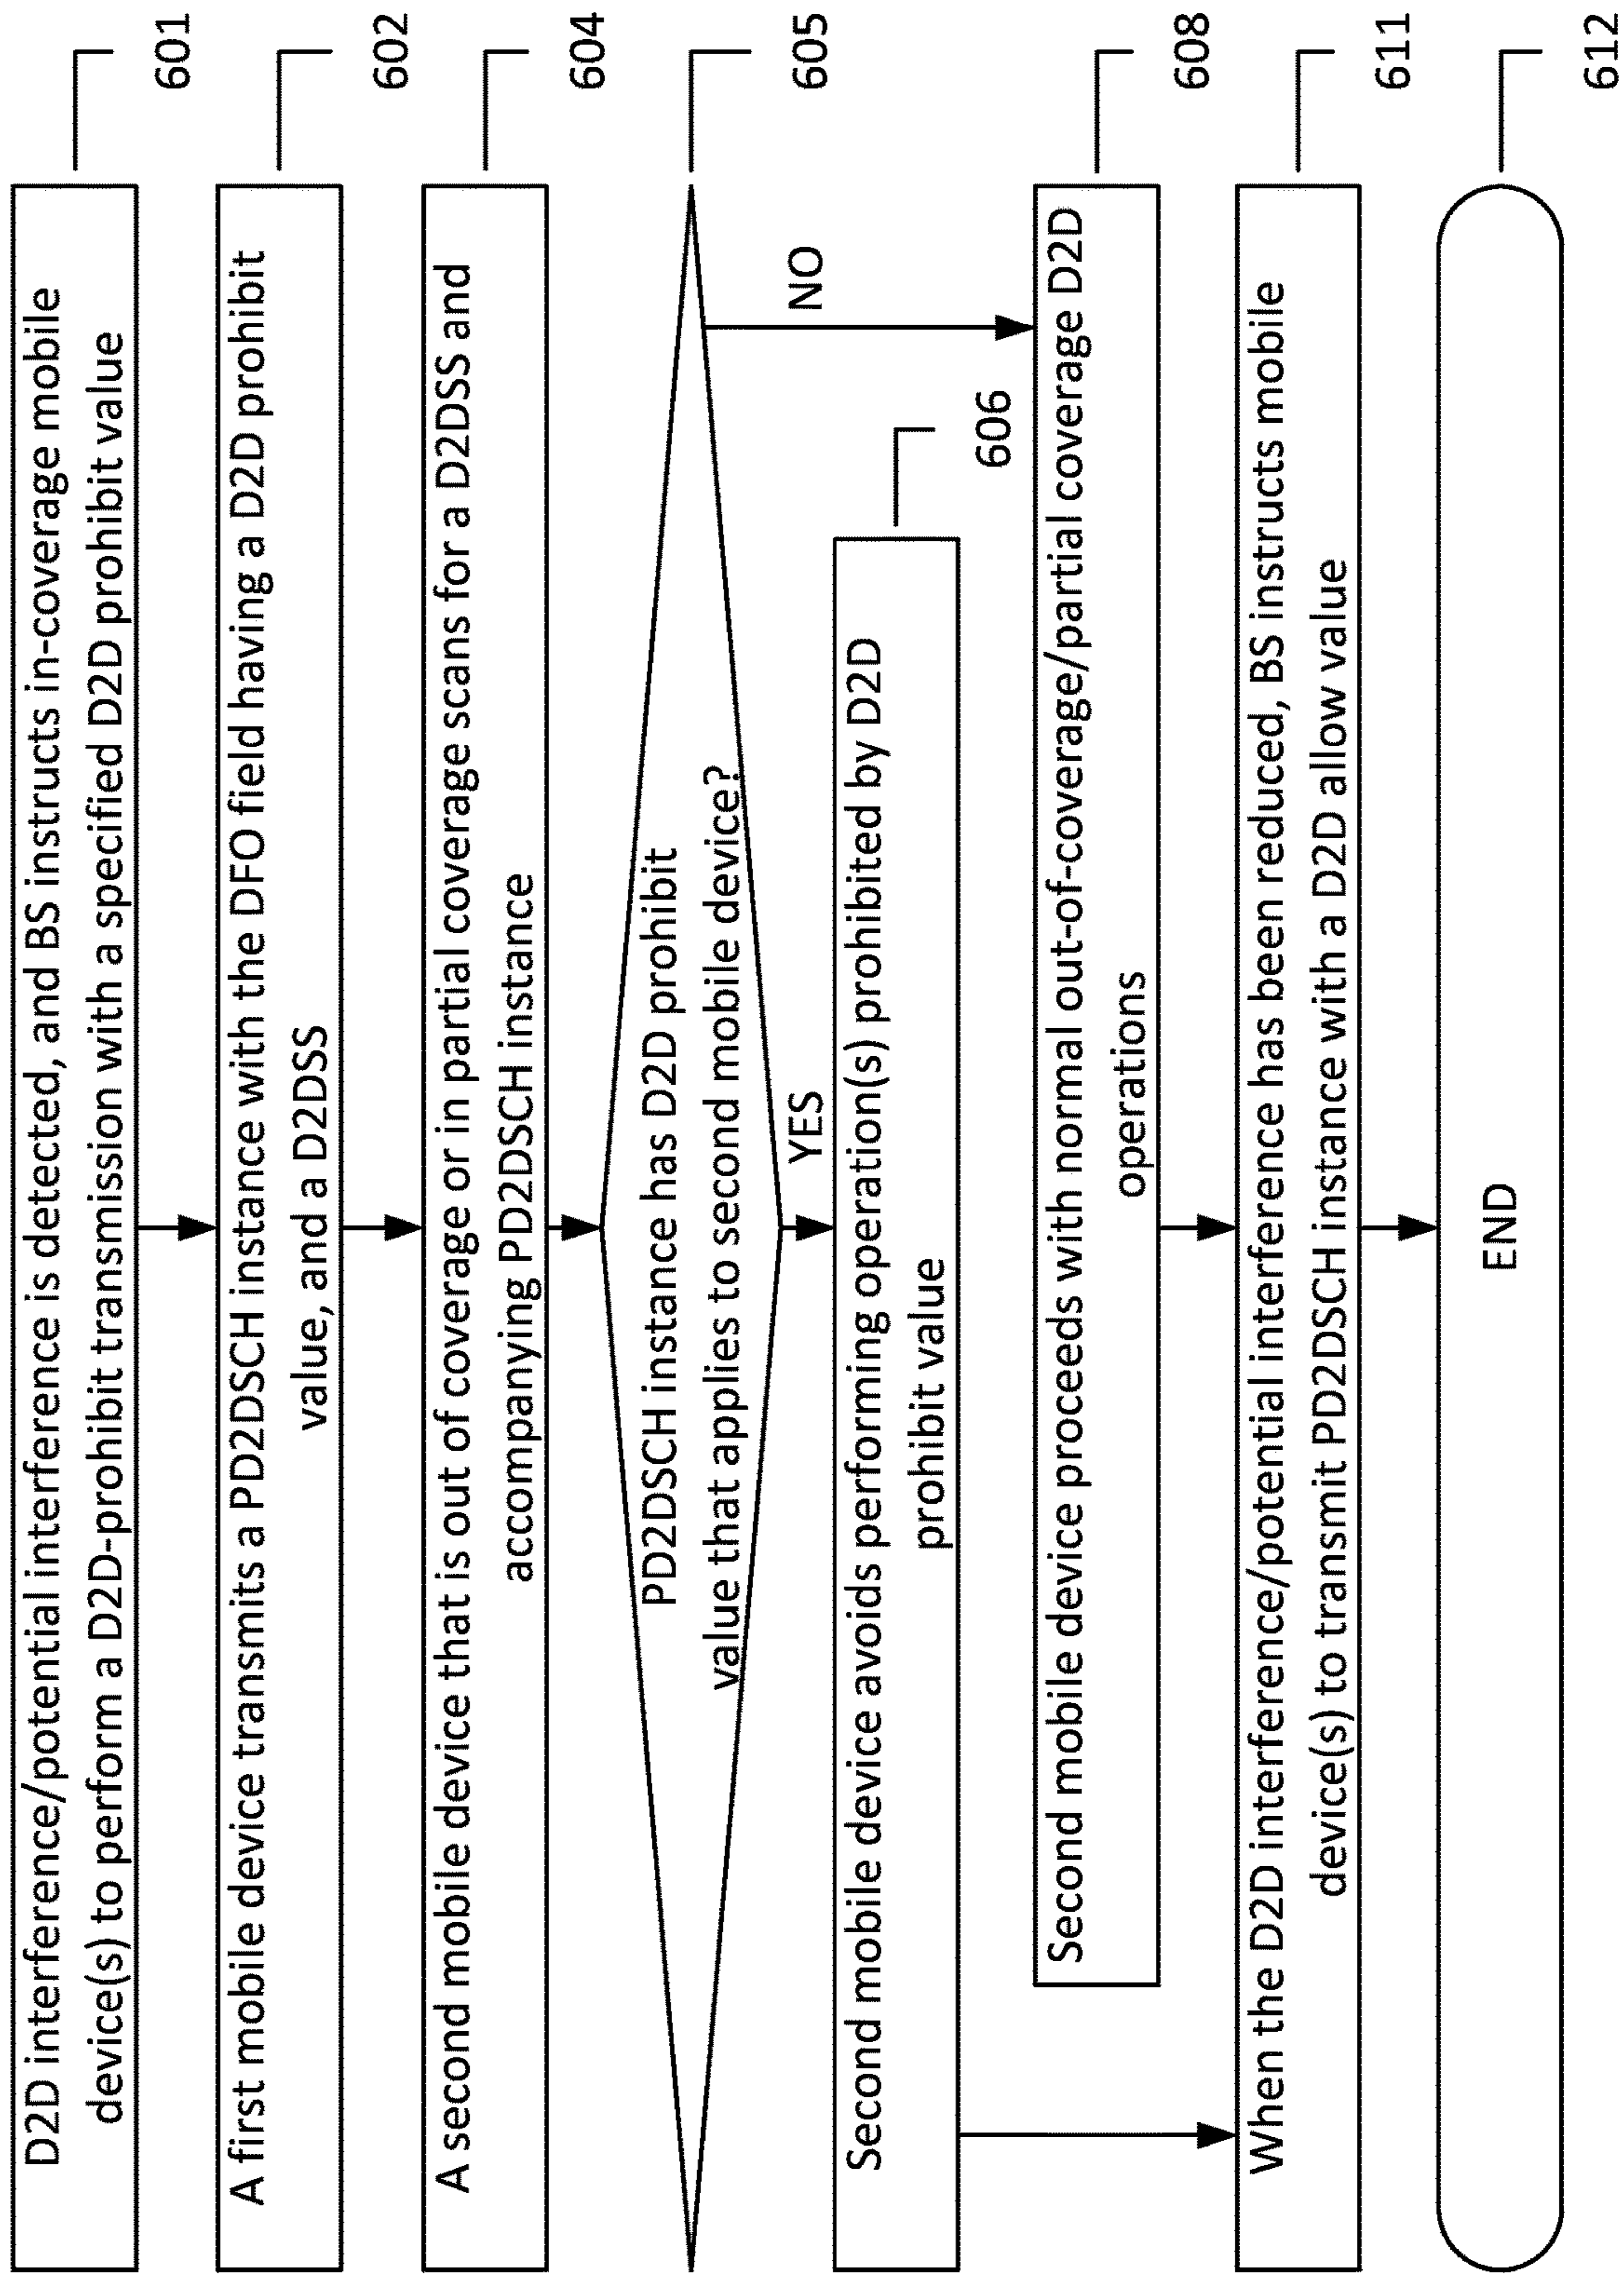 D2D interference/potential interference is detected, and BS instructs in-coverage mobile
device(s) to perform a D2D-prohibit transmission with a specified D2D prohibit value
601
A first mobile device transmits a PD2DSCH instance with the DFO field having a D2D prohibit
value, and a D2DSS
602
A second mobile device that is out of coverage or in partial coverage scans for a D2DSS and
accompanying PD2DSCH instance
604
PD2DSCH instance has D2D prohibit
value that applies to second mobile device?
605
YES
NO
Second mobile device avoids performing operation(s) prohibited by D2D
prohibit value
606
Second mobile device proceeds with normal out-of-coverage/partial coverage D2D
operations
608
When the D2D interference/potential interference has been reduced, BS instructs mobile
device(s) to transmit PD2DSCH instance with a D2D allow value
611
END
612